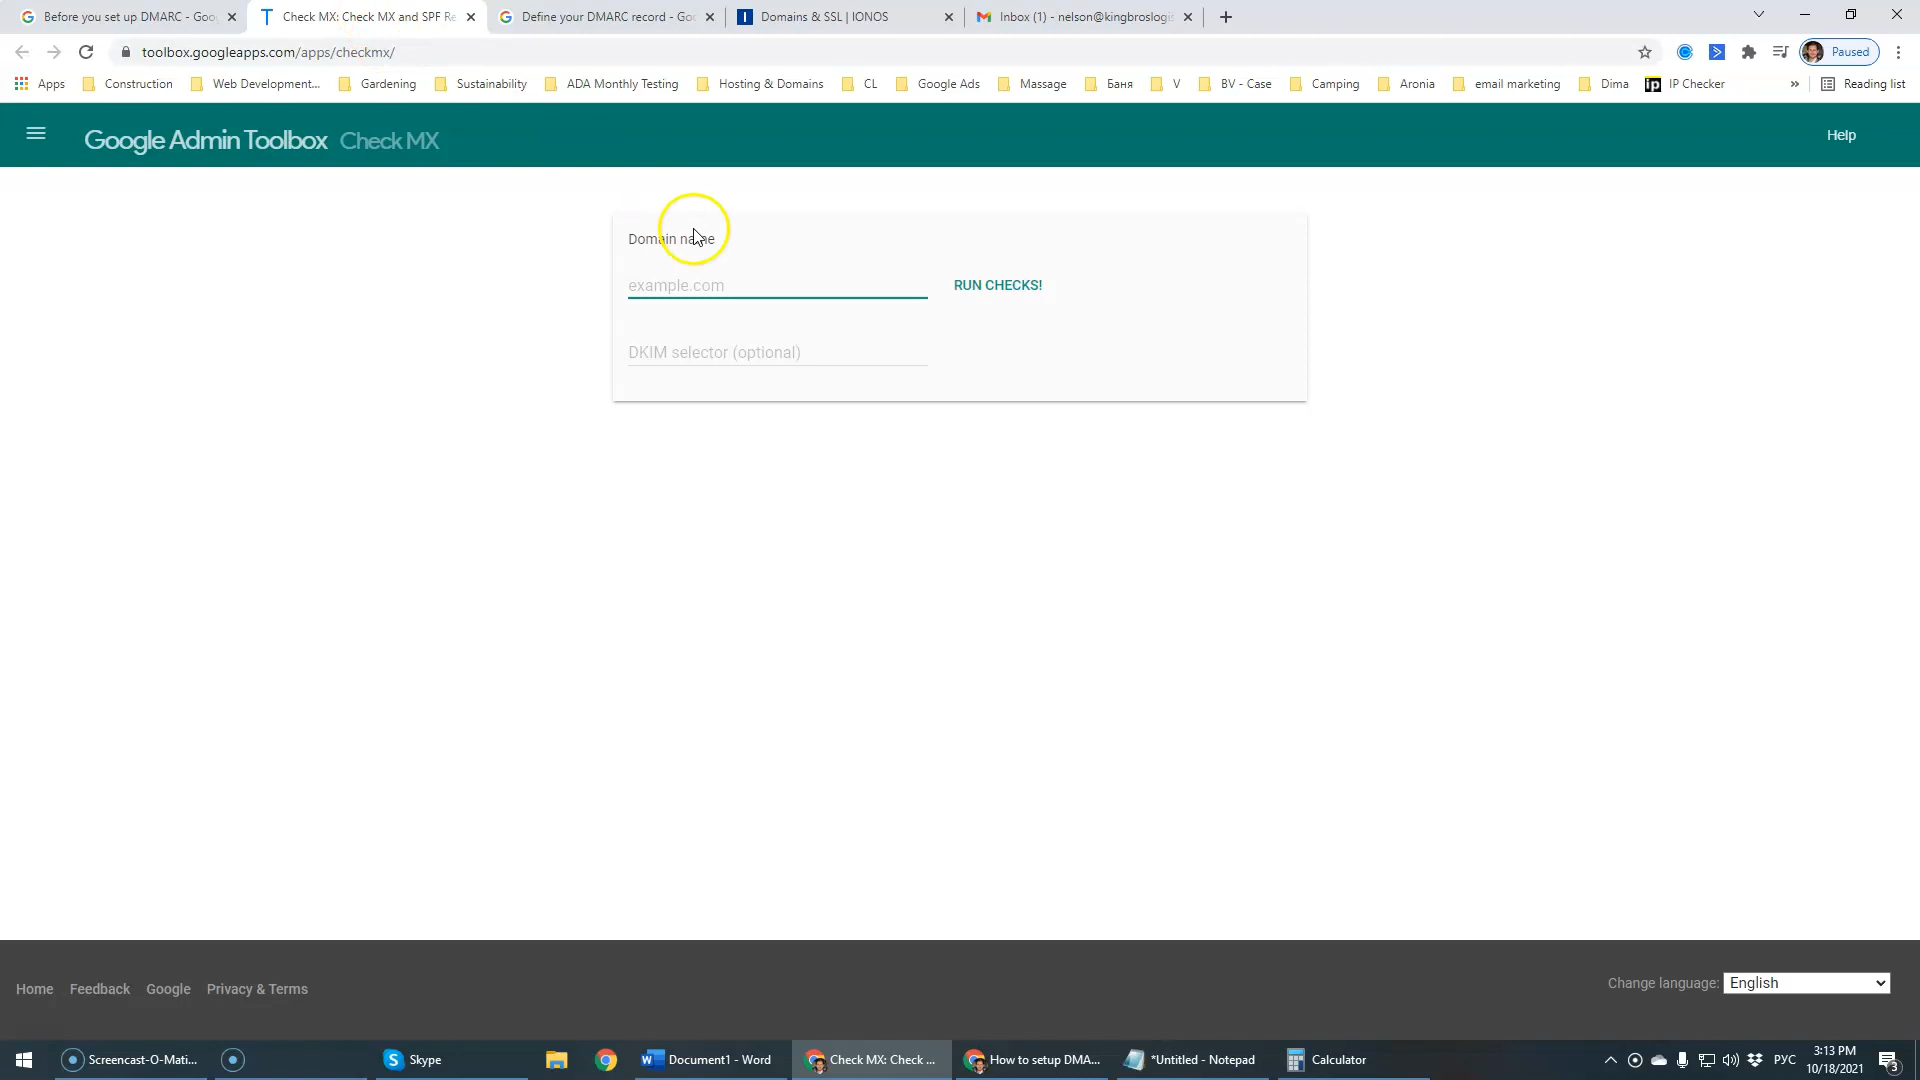 Before you set up DMARC - Goo
Check MX: Check MX and SPF Re
Define your DMARC record - Goo
Domains & SSL | IONOS
Inbox (1) - nelson@kingbroslogis
toolbox.googleapps.com/apps/checkmx/
Paused
Apps
Construction
Web Development...
Gardening
Sustainability
ADA Monthly Testing
Hosting & Domains
CL
Google Ads
Massage
Баня
V
BV - Case
Camping
Aronia
email marketing
Dima
ip IP Checker
»
Reading list
Google Admin Toolbox Check MX
Help
Domain name
example.com
RUN CHECKS!
DKIM selector (optional)
Home
Feedback
Google
Privacy & Terms
Change language: English
Screencast-O-Mati...
Skype
Document1 - Word
Check MX: Check ...
How to setup DMA...
*Untitled - Notepad
Calculator
РУС
3:13 PM
10/18/2021
3